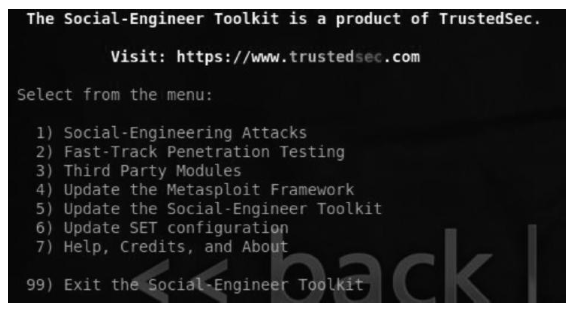 The Social-Engineer Toolkit is a product of TrustedSec.
Visit: https://www.trustedsec.com
Select from the menu:
1) Social-Engineering Attacks
2) Fast-Track Penetration Testing
3) Third Party Modules
4) Update the Metasploit Framework
5) Update the Social-Engineer Toolkit
6) Update SET configuration
7) Help, Credits, and About
99) Exit the Social-Engineer Toolkit
<< back |